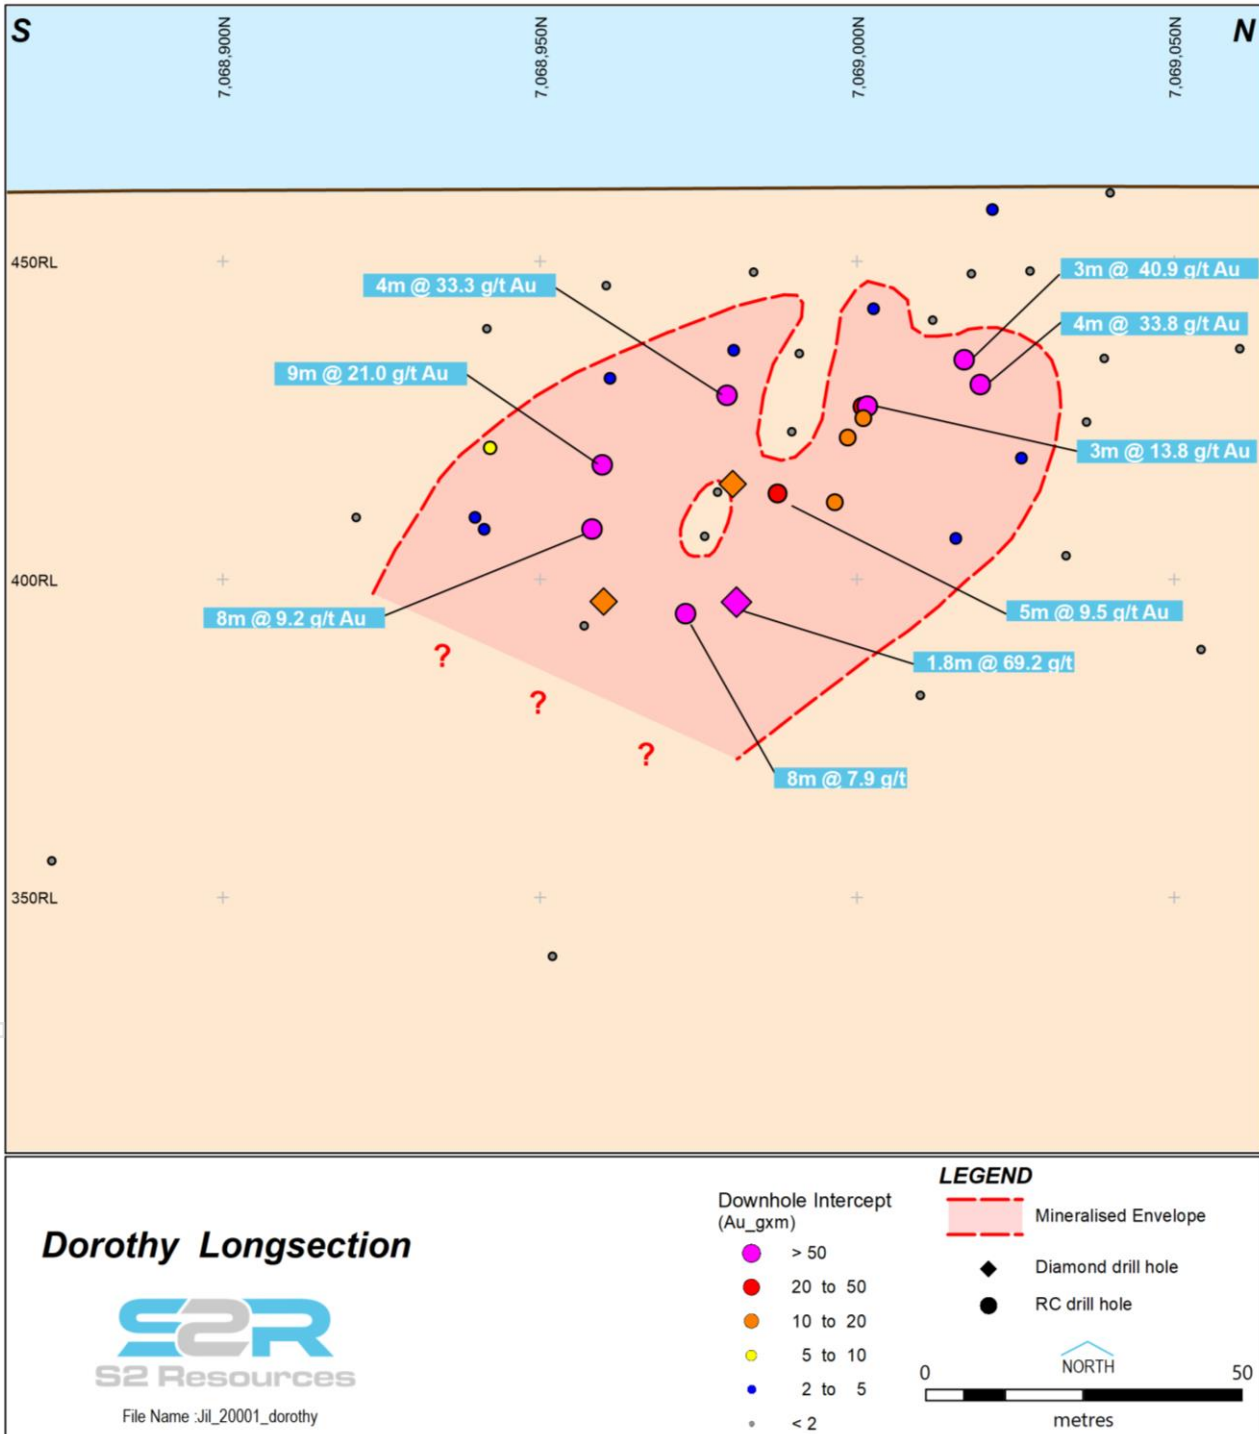 S
N
7,068,900N
7,068,950N
7,069,000N
7,069,050N
450RL
3m @  40.9 g/t Au
4m @ 33.3 g/t Au
4m @  33.8 g/t Au
9m @ 21.0 g/t Au
3m @ 13.8 g/t Au
400RL
8m @ 9.2 g/t Au
5m @ 9.5 g/t Au
?
1.8m @ 69.2 g/t
?
?
8m @ 7.9 g/t
350RL
Dorothy Longsection
S2R
S2 Resources
File Name :Jil_20001_dorothy
Downhole Intercept
(Au_gxm)
> 50
20 to 50
10 to 20
5 to 10
2 to 5
< 2
LEGEND
Mineralised Envelope
Diamond drill hole
RC drill hole
NORTH
0
50
metres